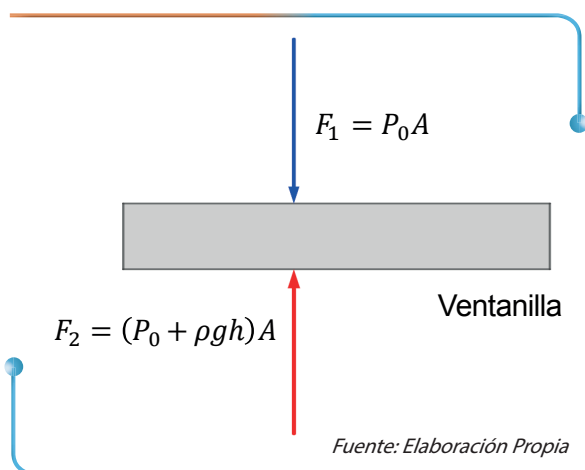 F₁ = P₀A
Ventanilla
F₂ = (P₀ + ρgh)A
Fuente: Elaboración Propia